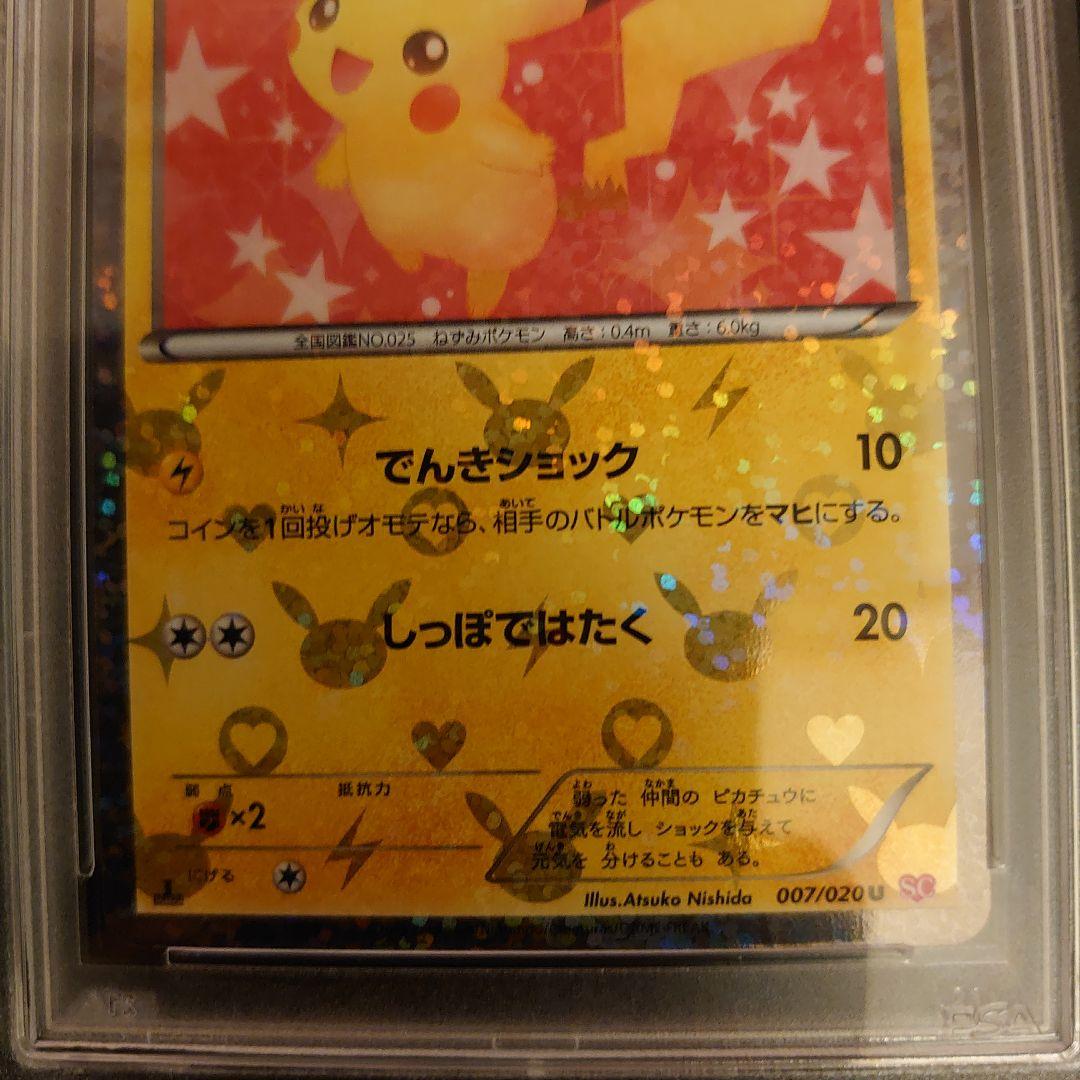 全国図鑑NO.025 ねずみポケモン 高さ：0.4m 重さ：6.0kg
でんきショック 10
コインを1回投げオモテなら、相手のバトルポケモンをマヒにする。
しっぽではたく 20
弱点 抵抗力
×2
にげる
弱った 仲間の ピカチュウに
電気を流し ショックを与えて
元気を 分けることも ある。
Illus.Atsuko Nishida 007/020 U SC
PSA